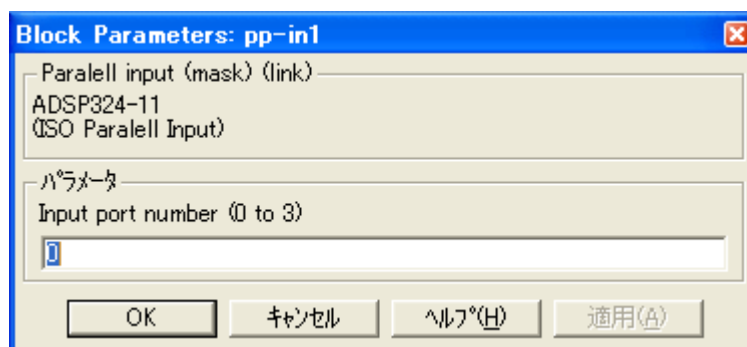 Block Parameters: pp-in1
Paralell input (mask) (link)
ADSP324-11
(ISO Paralell Input)
パラメータ
Input port number (0 to 3)
0
OK キャンセル ヘルプ(H) 適用(A)